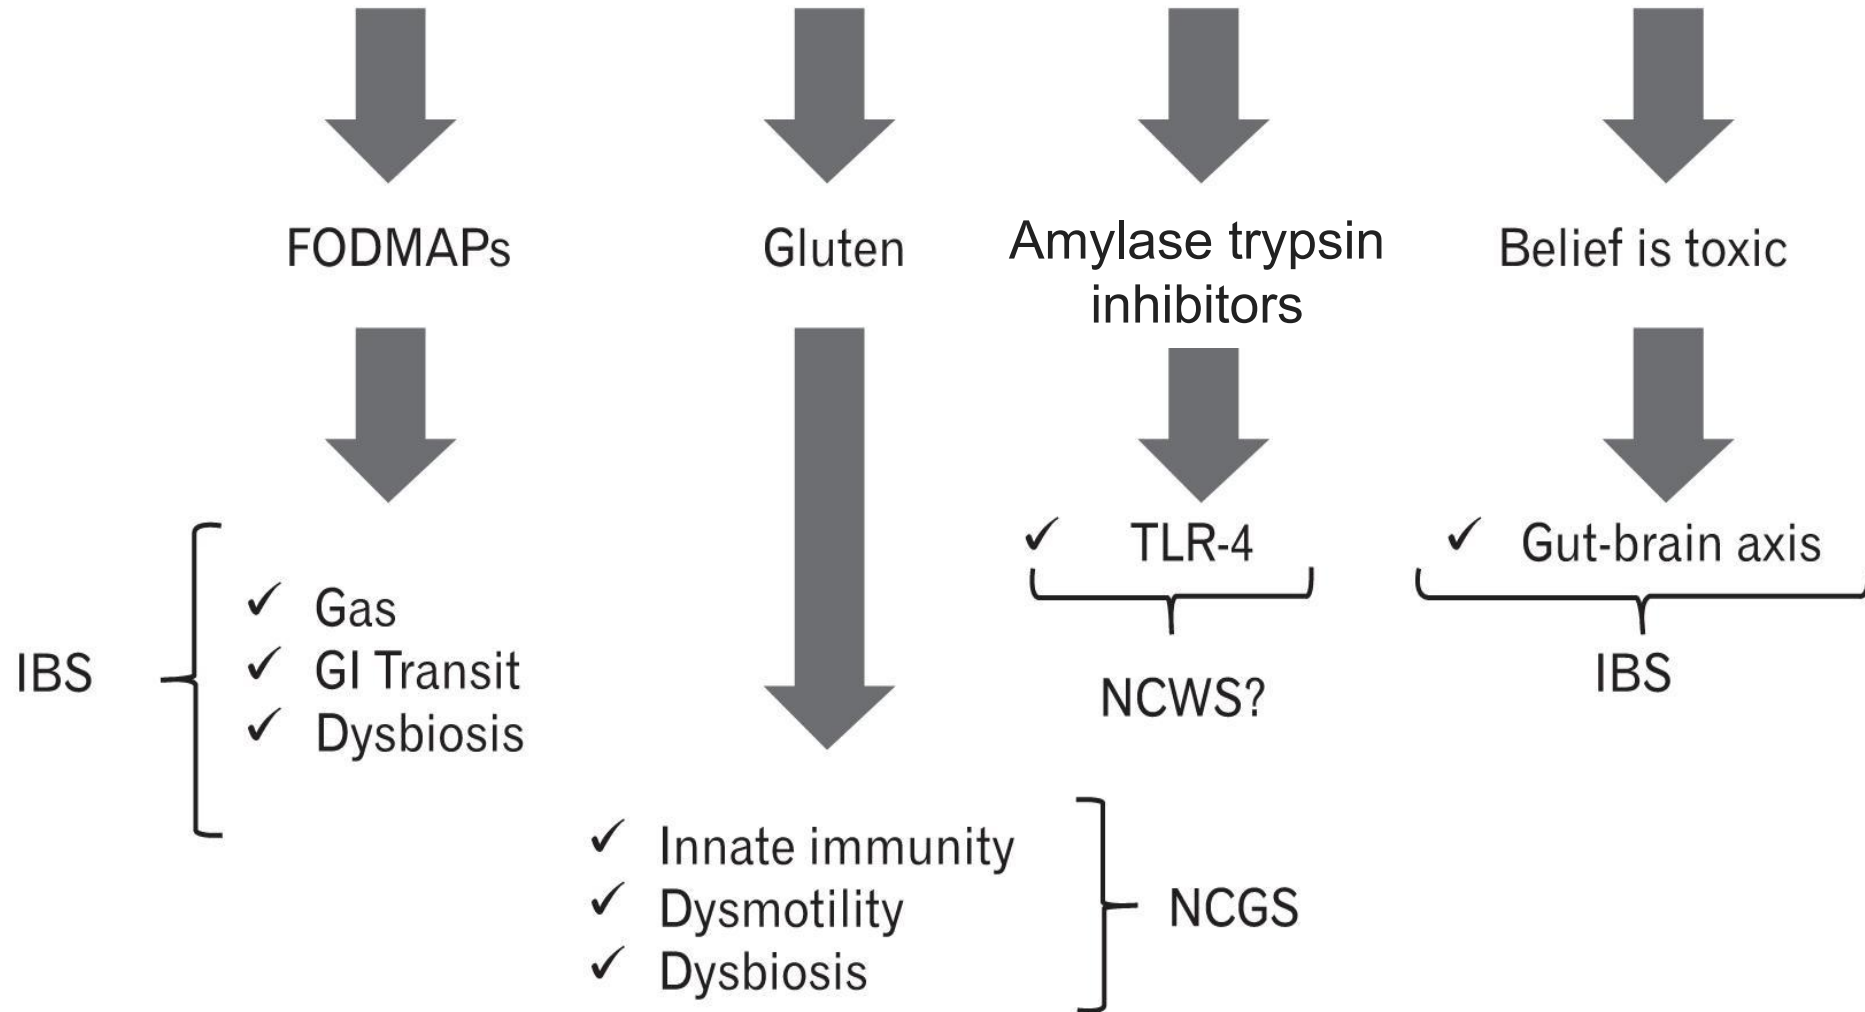 FODMAPs
Gluten
Amylase trypsin
inhibitors
Belief is toxic
IBS
✓ Gas
✓ GI Transit
✓ Dysbiosis
✓ TLR-4
NCWS?
✓ Gut-brain axis
IBS
✓ Innate immunity
✓ Dysmotility
✓ Dysbiosis
NCGS